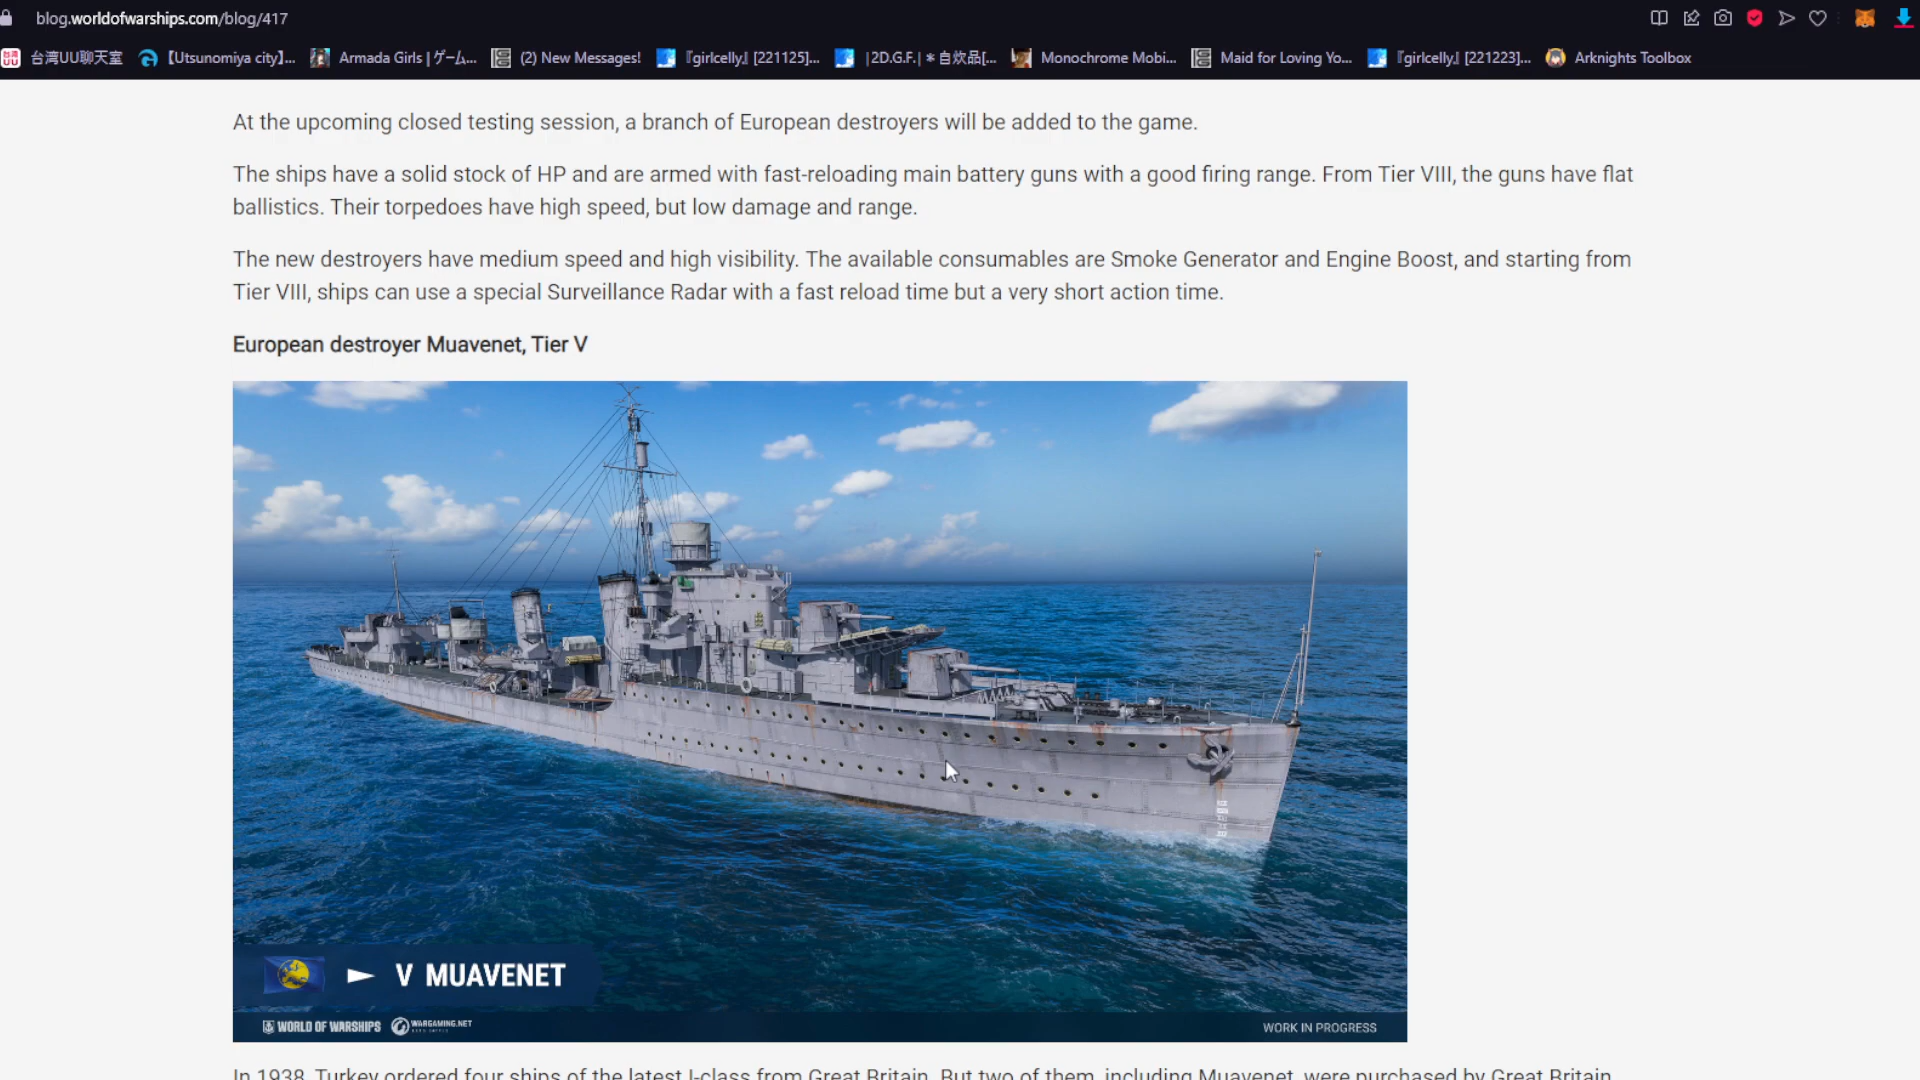 blog.worldofwarships.com/blog/417
台湾UU聊天室
【Utsunomiya city】...
Armada Girls | ゲーム...
(2) New Messages!
『girlcelly』 [221125]...
|2D.G.F.|＊自炊品[...
Monochrome Mobi...
Maid for Loving Yo...
『girlcelly』 [221223]...
Arknights Toolbox
At the upcoming closed testing session, a branch of European destroyers will be added to the game.
The ships have a solid stock of HP and are armed with fast-reloading main battery guns with a good firing range. From Tier VIII, the guns have flat
ballistics. Their torpedoes have high speed, but low damage and range.
The new destroyers have medium speed and high visibility. The available consumables are Smoke Generator and Engine Boost, and starting from
Tier VIII, ships can use a special Surveillance Radar with a fast reload time but a very short action time.
European destroyer Muavenet, Tier V
V MUAVENET
WORLD OF WARSHIPS
WARGAMING.NET
WORK IN PROGRESS
In 1938, Turkey ordered four ships of the latest I-class from Great Britain. But two of them, including Muavenet, were purchased by Great Britain